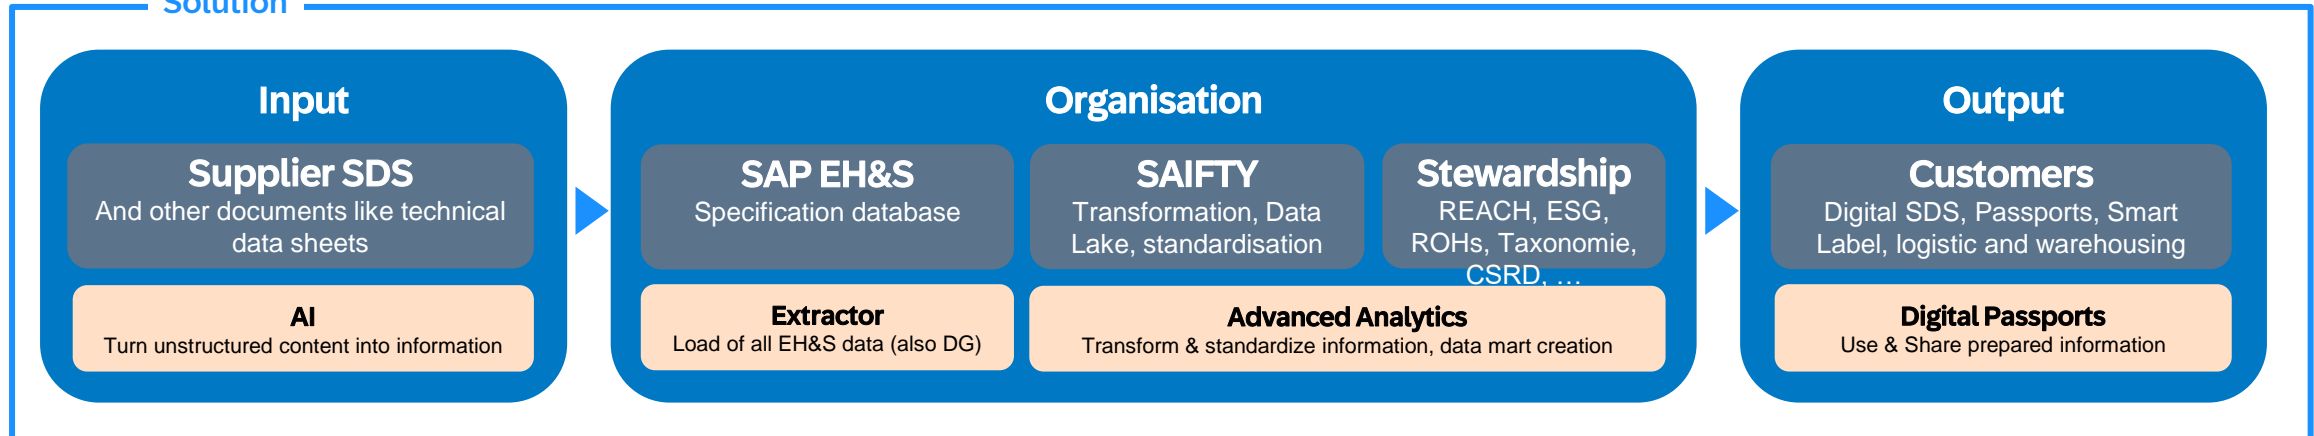 Solution
Input
Supplier SDS
And other documents like technical
data sheets
AI
Turn unstructured content into information
Organisation
SAP EH&S
Specification database
Extractor
Load of all EH&S data (also DG)
SAIFTY
Transformation, Data
Lake, standardisation
Stewardship
REACH, ESG,
ROHs, Taxonomie,
CSRD, …
Advanced Analytics
Transform & standardize information, data mart creation
Output
Customers
Digital SDS, Passports, Smart
Label, logistic and warehousing
Digital Passports
Use & Share prepared information